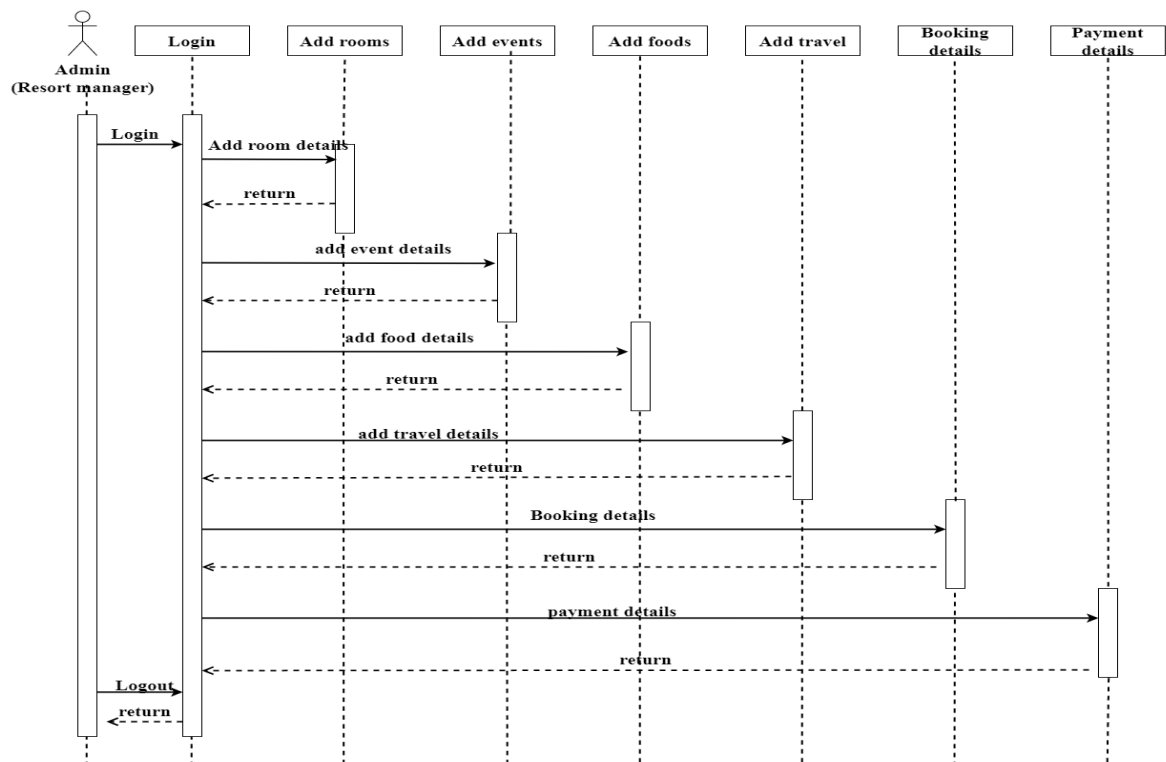 Login
Add rooms
Add events
Add foods
Add travel
Booking
details
Payment
details
Admin
(Resort manager)
Login
Add room details
return
add event details
return
add food details
return
add travel details
return
Booking details
return
payment details
return
Logout
return